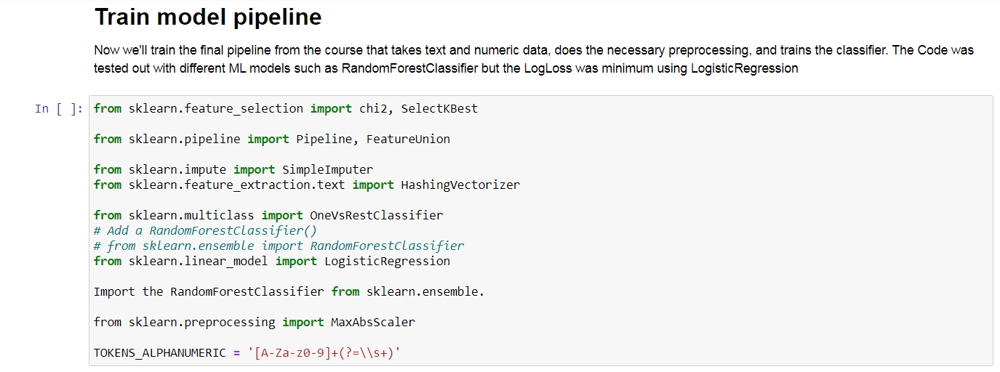 Train model pipeline
Now we'll train the final pipeline from the course that takes text and numeric data, does the necessary preprocessing, and trains the classifier. The Code was
tested out with different ML models such as RandomForestClassifier but the LogLoss was minimum using LogisticRegression
In [ ]: from sklearn.feature_selection import chi2, SelectKBest
from sklearn.pipeline import Pipeline, FeatureUnion
from sklearn.impute import SimpleImputer
from sklearn.feature_extraction.text import HashingVectorizer
from sklearn.multiclass import OneVsRestClassifier
# Add a RandomForestClassifier()
# from sklearn.ensemble import RandomForestClassifier
from sklearn.linear_model import LogisticRegression
Import the RandomForestClassifier from sklearn.ensemble.
from sklearn.preprocessing import MaxAbsScaler
TOKENS_ALPHANUMERIC = '[A-Za-z0-9]+(?=\\s+)'